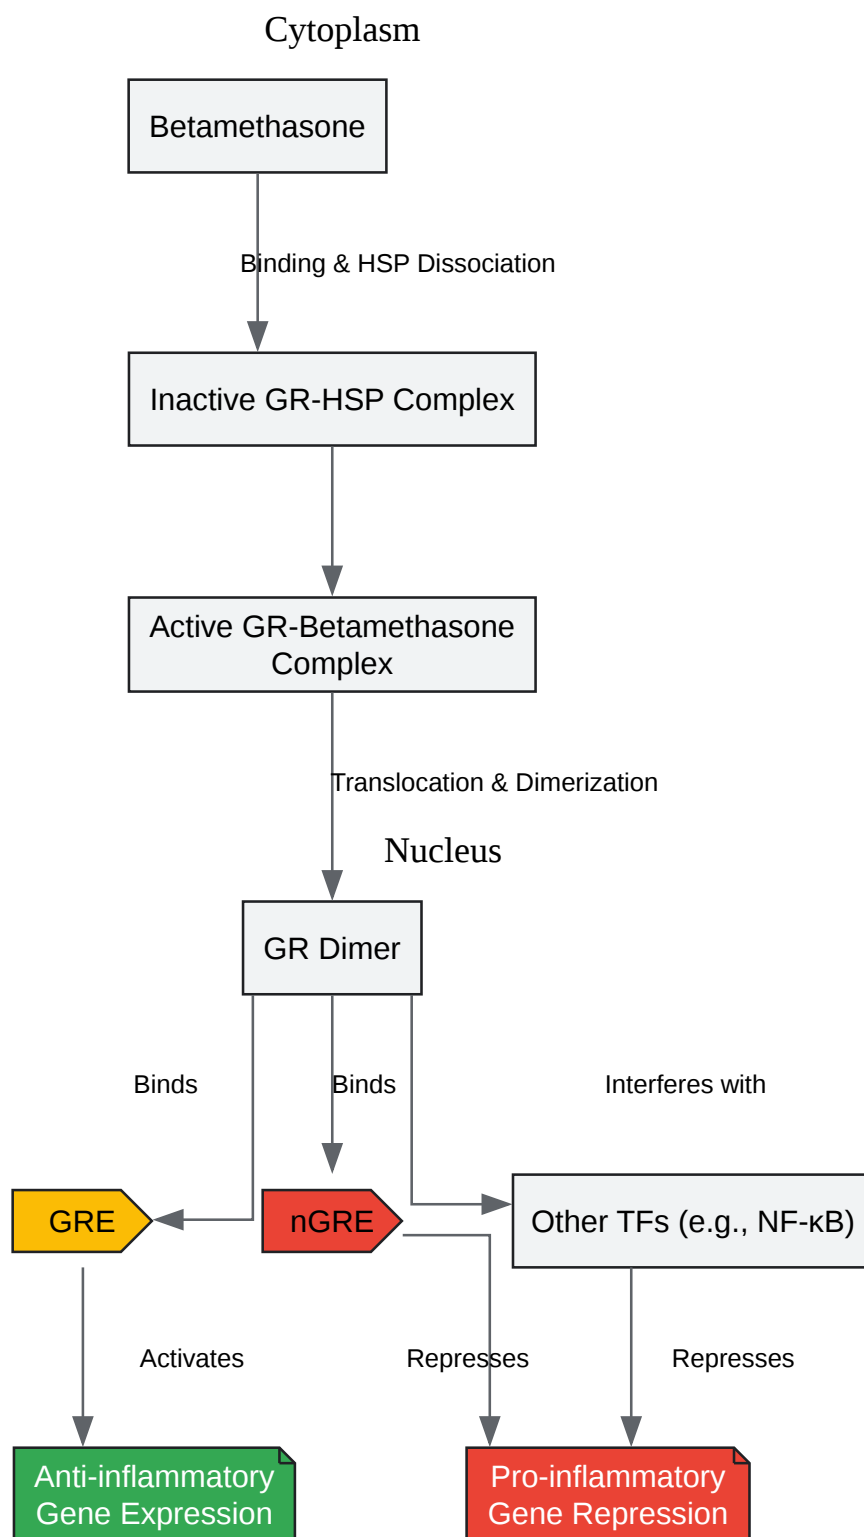 Cytoplasm
Betamethasone
Binding & HSP Dissociation
Inactive GR-HSP Complex
Active GR-Betamethasone
Complex
Translocation & Dimerization
Nucleus
GR Dimer
Binds
Binds
Interferes with
GRE
nGRE
Other TFs (e.g., NF-κB)
Activates
Represses
Represses
Anti-inflammatory
Gene Expression
Pro-inflammatory
Gene Repression